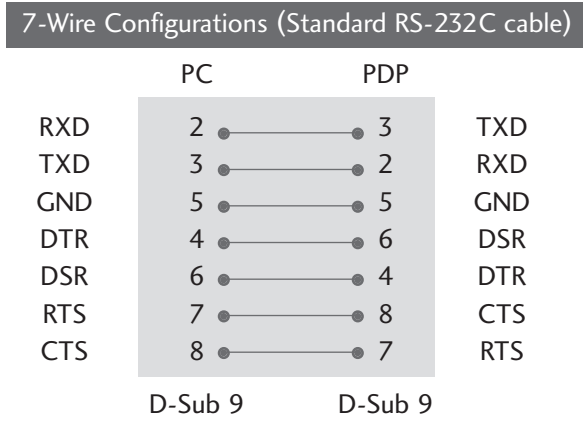 7-Wire Configurations (Standard RS-232C cable)
PC PDP
RXD 2 3 TXD
TXD 3 2 RXD
GND 5 5 GND
DTR 4 6 DSR
DSR 6 4 DTR
RTS 7 8 CTS
CTS 8 7 RTS
D-Sub 9 D-Sub 9